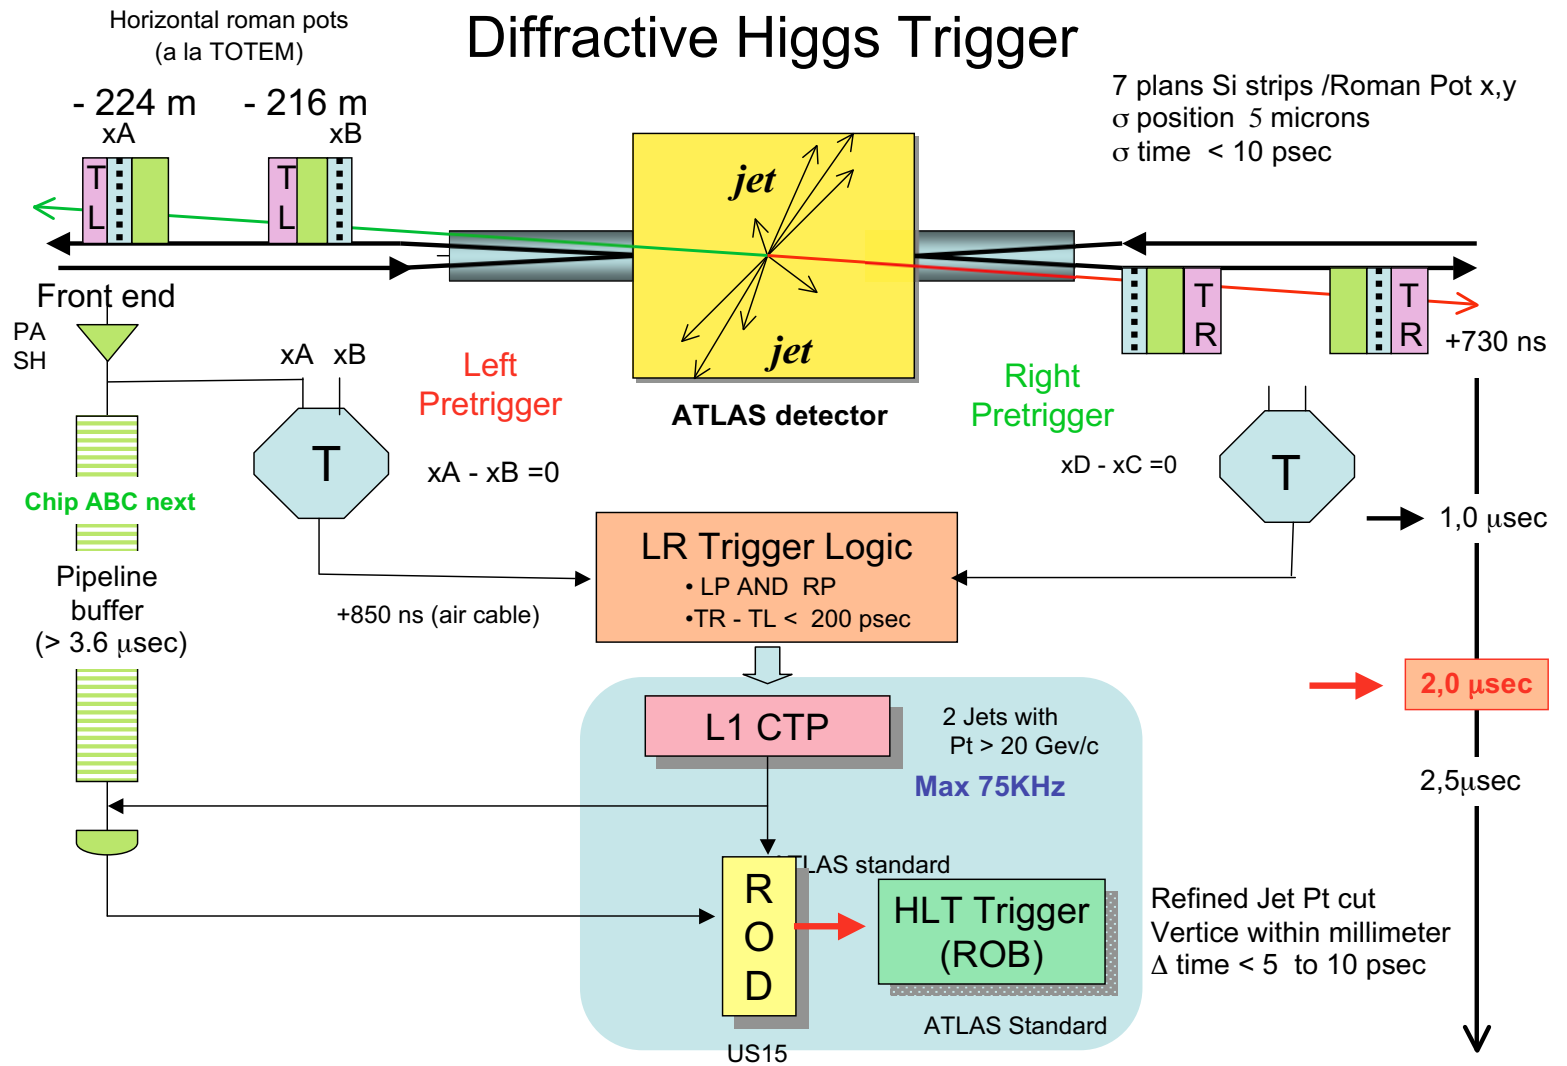 Diffractive Higgs Trigger
Horizontal roman pots
(a la TOTEM)
- 224 m
- 216 m
xA
xB
7 plans Si strips /Roman Pot x,y
σ position 5 microns
σ time < 10 psec
T
L
T
L
jet
jet
T
R
T
R
+730 ns
Front end
PA
SH
xA
xB
Left
Pretrigger
xA - xB =0
ATLAS detector
Right
Pretrigger
xD - xC =0
T
T
Chip ABC next
Pipeline
buffer
(> 3.6 μsec)
+850 ns (air cable)
LR Trigger Logic
• LP AND RP
•TR - TL < 200 psec
1,0 μsec
2,0 μsec
2,5μsec
L1 CTP
2 Jets with
Pt > 20 Gev/c
Max 75KHz
ATLAS standard
R
O
D
HLT Trigger
(ROB)
Refined Jet Pt cut
Vertice within millimeter
Δ time < 5 to 10 psec
ATLAS Standard
US15